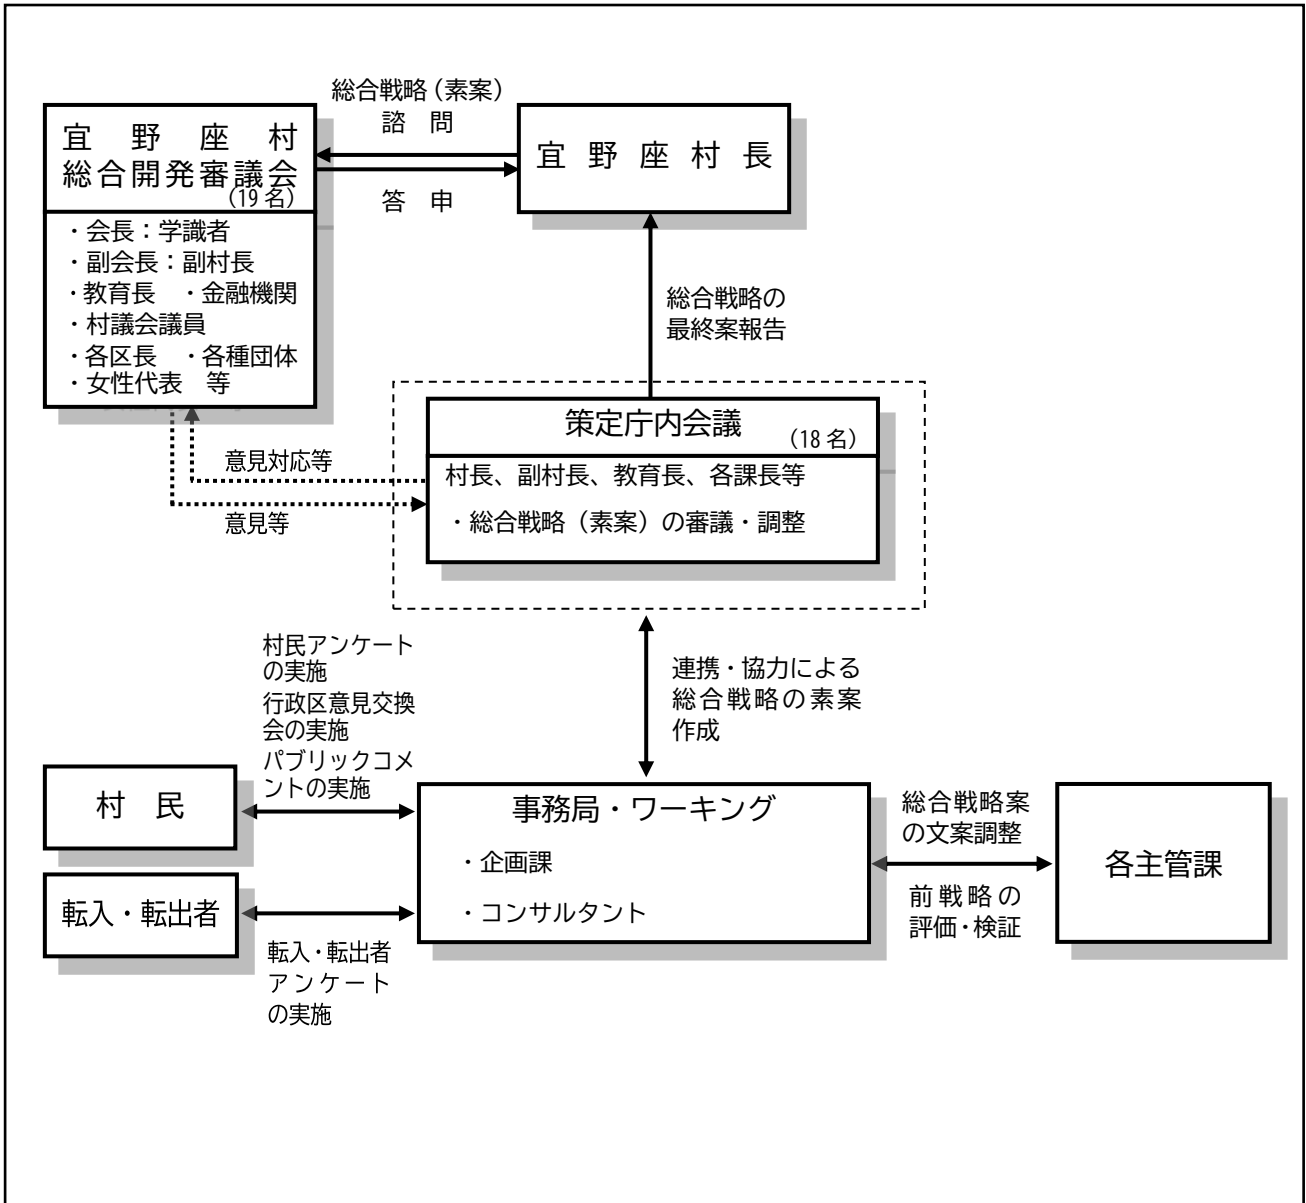 総合戦略（素案）
諮　問
宜　野　座　村
総合開発審議会
（19名）
宜 野 座 村 長
答　申
・会長：学識者
・副会長：副村長
・教育長　・金融機関
・村議会議員
・各区長　・各種団体
・女性代表　等
総合戦略の
最終案報告
策定庁内会議
（18名）
村長、副村長、教育長、各課長等
・総合戦略（素案）の審議・調整
意見対応等
意見等
村民アンケート
の実施
行政区意見交換
会の実施
パブリックコメ
ントの実施
連携・協力による
総合戦略の素案
作成
村　民
転入・転出者
事務局・ワーキング
・企画課
・コンサルタント
総合戦略案
の文案調整
前戦略の
評価・検証
各主管課
転入・転出者
アンケート
の実施